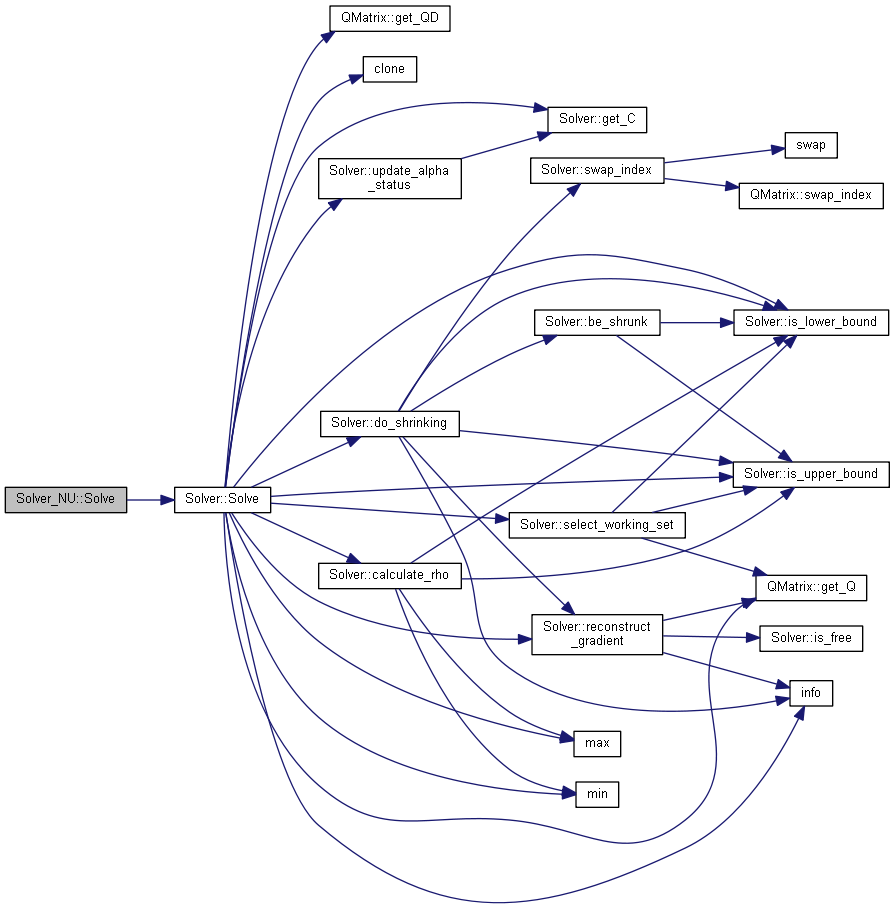 QMatrix::get_QD
clone
Solver::get_C
swap
Solver::update_alpha
_status
Solver::swap_index
QMatrix::swap_index
Solver::be_shrunk
Solver::is_lower_bound
Solver::do_shrinking
Solver::is_upper_bound
Solver_NU::Solve
Solver::Solve
Solver::select_working_set
Solver::calculate_rho
QMatrix::get_Q
Solver::reconstruct
_gradient
Solver::is_free
info
max
min